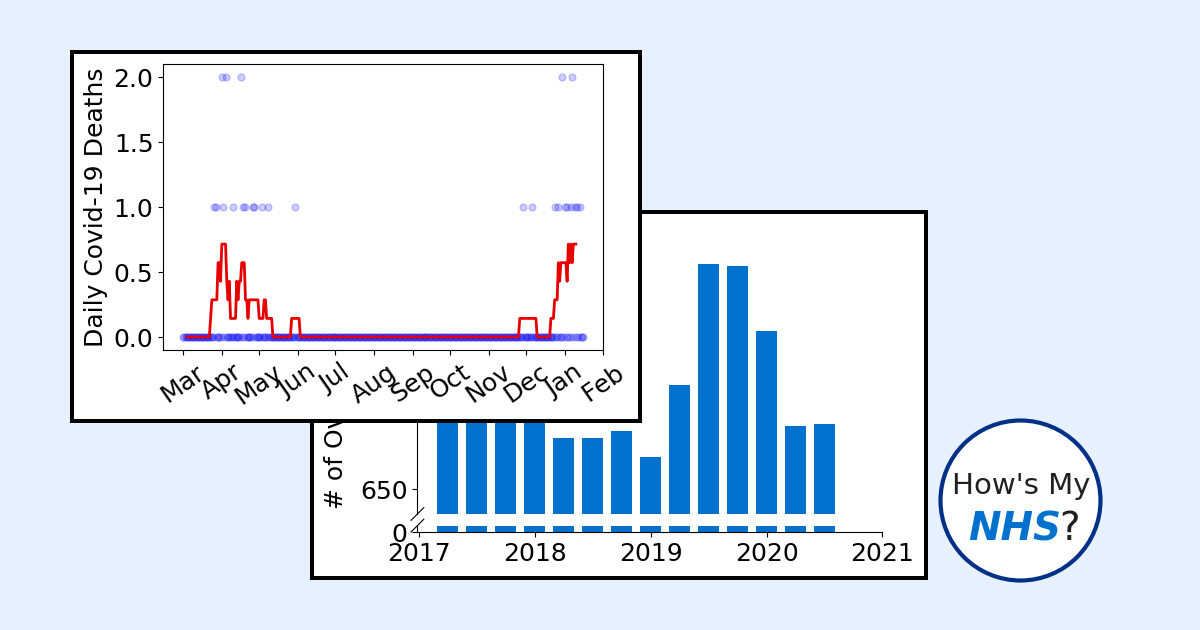 Daily Covid-19 Deaths
2.0
1.5
1.0
0.5
0.0
Mar Apr May Jun Jul Aug Sep Oct Nov Dec Jan Feb
# of
650
0
2017 2018 2019 2020 2021
How's My
NHS?